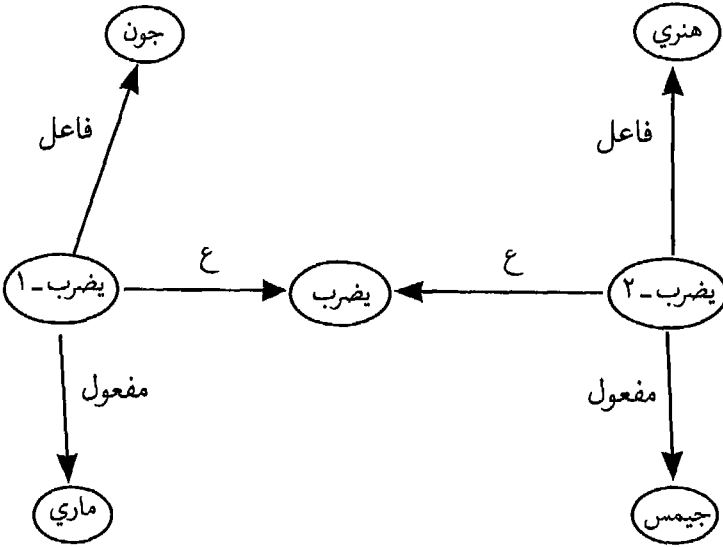 جون
هنري
فاعل
فاعل
ع
ع
يضرب ـ ١
يضرب
يضرب ـ ٢
مفعول
مفعول
ماري
جيمس